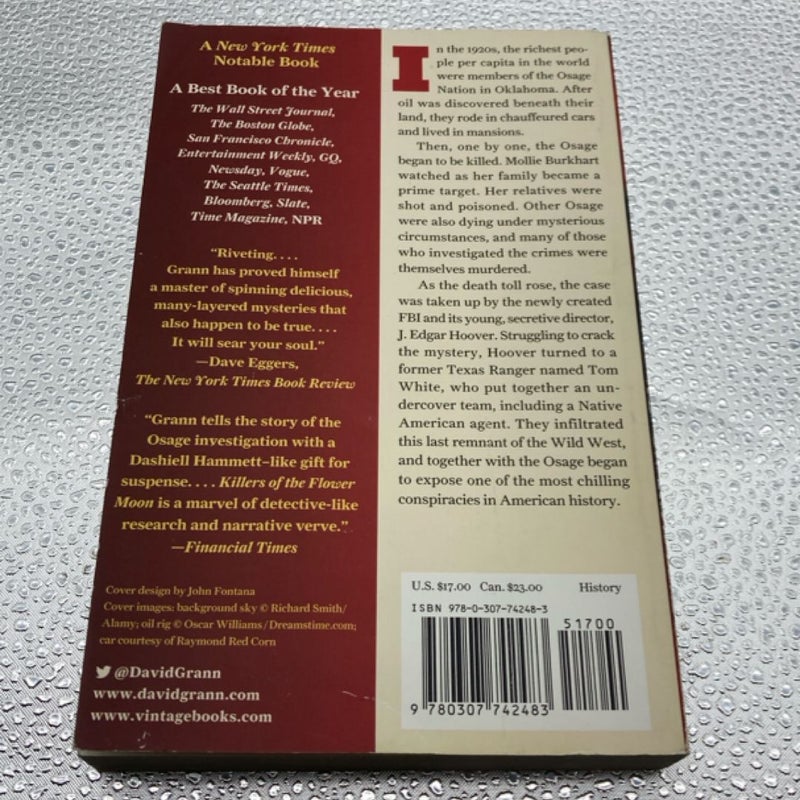 A New York Times
Notable Book
A Best Book of the Year
The Wall Street Journal,
The Boston Globe,
San Francisco Chronicle,
Entertainment Weekly, GQ,
Newsday, Vogue,
The Seattle Times,
Bloomberg, Slate,
Time Magazine, NPR
“Riveting. . . .
Grann has proved himself
a master of spinning delicious,
many-layered mysteries that
also happen to be true. . . .
It will sear your soul.”
—Dave Eggers,
The New York Times Book Review
“Grann tells the story of the
Osage investigation with a
Dashiell Hammett–like gift for
suspense. . . . Killers of the Flower
Moon is a marvel of detective-like
research and narrative verve.”
—Financial Times
Cover design by John Fontana
Cover images: background sky © Richard Smith/
Alamy; oil rig © Oscar Williams/Dreamstime.com;
car courtesy of Raymond Red Corn
@DavidGrann
www.davidgrann.com
www.vintagebooks.com
In the 1920s, the richest peo-
ple per capita in the world
were members of the Osage
Nation in Oklahoma. After
oil was discovered beneath their
land, they rode in chauffeured cars
and lived in mansions.
Then, one by one, the Osage
began to be killed. Mollie Burkhart
watched as her family became a
prime target. Her relatives were
shot and poisoned. Other Osage
were also dying under mysterious
circumstances, and many of those
who investigated the crimes were
themselves murdered.
As the death toll rose, the case
was taken up by the newly created
FBI and its young, secretive director,
J. Edgar Hoover. Struggling to crack
the mystery, Hoover turned to a
former Texas Ranger named Tom
White, who put together an un-
dercover team, including a Native
American agent. They infiltrated
this last remnant of the Wild West,
and together with the Osage began
to expose one of the most chilling
conspiracies in American history.
U.S. $17.00 Can. $23.00 History
ISBN 978-0-307-74248-3
51700
9 780307 742483